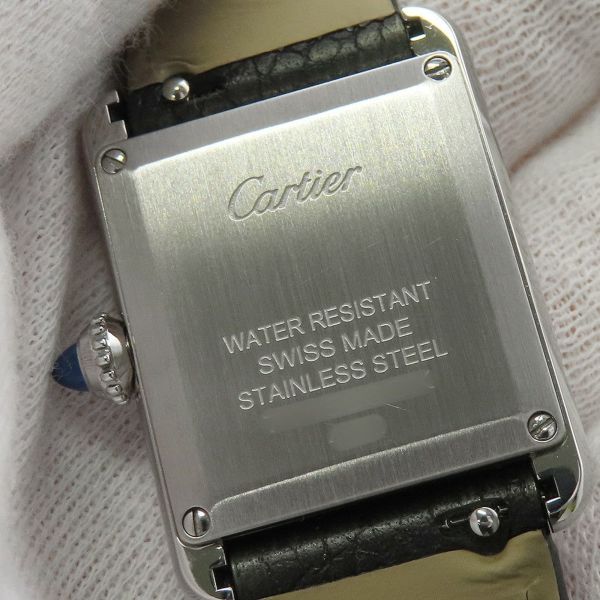 Cartier
WATER RESISTANT
SWISS MADE
STAINLESS STEEL